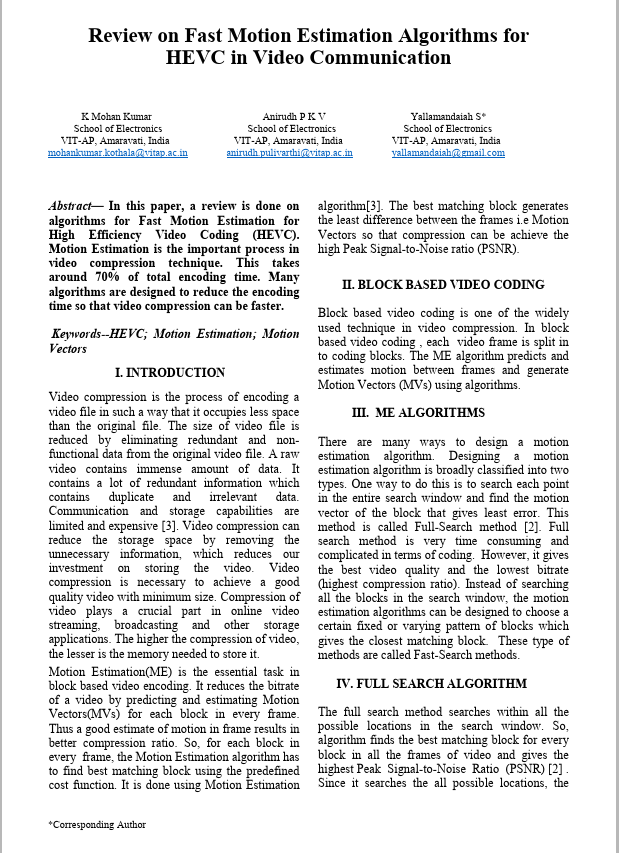 Review on Fast Motion Estimation Algorithms for
HEVC in Video Communication
K Mohan Kumar
School of Electronics
VIT-AP, Amaravati, India
mohankumar.kothala@vitap.ac.in
Anirudh P K V
School of Electronics
VIT-AP, Amaravati, India
anirudh.pulivarthi@vitap.ac.in
Yallamandaiah S*
School of Electronics
VIT-AP, Amaravati, India
yallamandaiah@gmail.com
Abstract— In this paper, a review is done on
algorithms for Fast Motion Estimation for
High Efficiency Video Coding (HEVC).
Motion Estimation is the important process in
video compression technique. This takes
around 70% of total encoding time. Many
algorithms are designed to reduce the encoding
time so that video compression can be faster.
Keywords--HEVC; Motion Estimation; Motion
Vectors
I. INTRODUCTION
Video compression is the process of encoding a
video file in such a way that it occupies less space
than the original file. The size of video file is
reduced by eliminating redundant and non-
functional data from the original video file. A raw
video contains immense amount of data. It
contains a lot of redundant information which
contains duplicate and irrelevant data.
Communication and storage capabilities are
limited and expensive [3]. Video compression can
reduce the storage space by removing the
unnecessary information, which reduces our
investment on storing the video. Video
compression is necessary to achieve a good
quality video with minimum size. Compression of
video plays a crucial part in online video
streaming, broadcasting and other storage
applications. The higher the compression of video,
the lesser is the memory needed to store it.
Motion Estimation(ME) is the essential task in
block based video encoding. It reduces the bitrate
of a video by predicting and estimating Motion
Vectors(MVs) for each block in every frame.
Thus a good estimate of motion in frame results in
better compression ratio. So, for each block in
every frame, the Motion Estimation algorithm has
to find best matching block using the predefined
cost function. It is done using Motion Estimation
algorithm[3]. The best matching block generates
the least difference between the frames i.e Motion
Vectors so that compression can be achieve the
high Peak Signal-to-Noise ratio (PSNR).
II. BLOCK BASED VIDEO CODING
Block based video coding is one of the widely
used technique in video compression. In block
based video coding , each video frame is split in
to coding blocks. The ME algorithm predicts and
estimates motion between frames and generate
Motion Vectors (MVs) using algorithms.
III. ME ALGORITHMS
There are many ways to design a motion
estimation algorithm. Designing a motion
estimation algorithm is broadly classified into two
types. One way to do this is to search each point
in the entire search window and find the motion
vector of the block that gives least error. This
method is called Full-Search method [2]. Full
search method is very time consuming and
complicated in terms of coding. However, it gives
the best video quality and the lowest bitrate
(highest compression ratio). Instead of searching
all the blocks in the search window, the motion
estimation algorithms can be designed to choose a
certain fixed or varying pattern of blocks which
gives the closest matching block. These type of
methods are called Fast-Search methods.
IV. FULL SEARCH ALGORITHM
The full search method searches within all the
possible locations in the search window. So,
algorithm finds the best matching block for every
block in all the frames of video and gives the
highest Peak Signal-to-Noise Ratio (PSNR) [2] .
Since it searches the all possible locations, the
*Corresponding Author